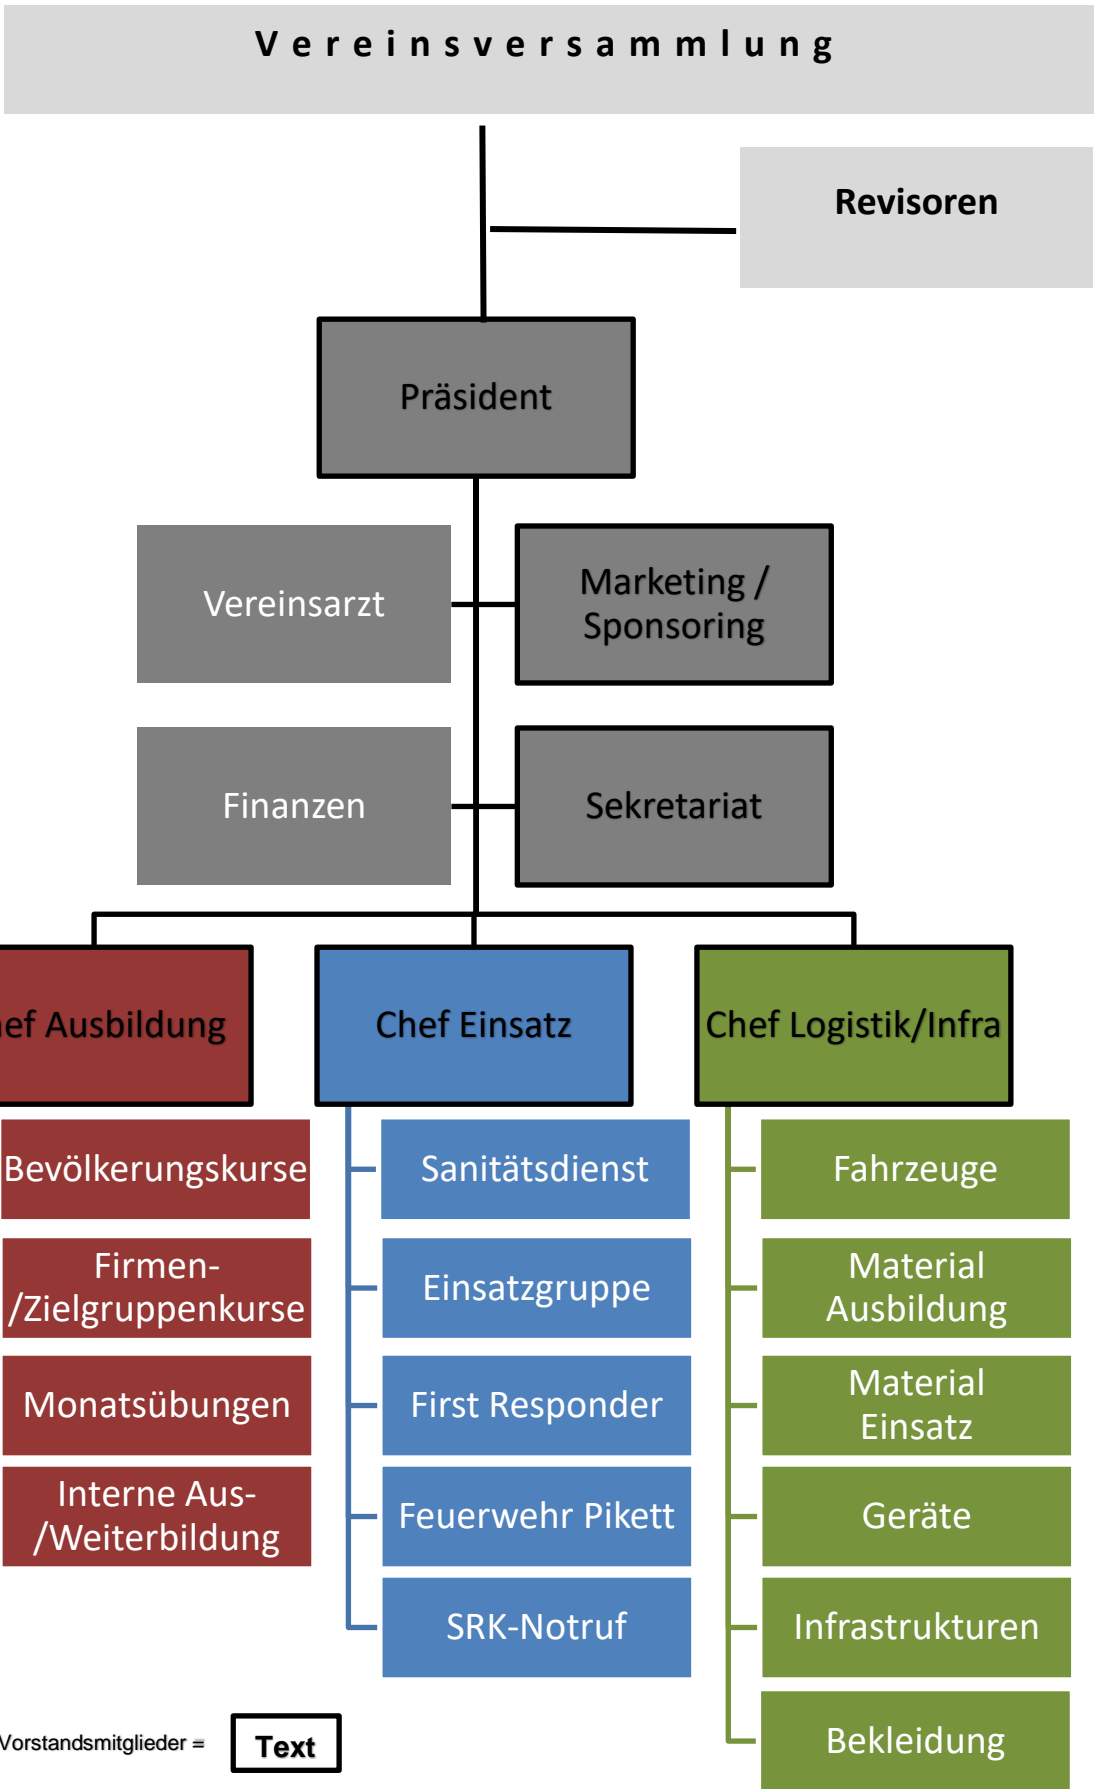 Vereinsversammlung
Revisoren
Präsident
Vereinsarzt
Marketing /
Sponsoring
Finanzen
Sekretariat
ef Ausbildung
Chef Einsatz
Chef Logistik/Infra
Bevölkerungskurse
Firmen-
/Zielgruppenkurse
Monatsübungen
Interne Aus-
/Weiterbildung
Sanitätsdienst
Einsatzgruppe
First Responder
Feuerwehr Pikett
SRK-Notruf
Fahrzeuge
Material
Ausbildung
Material
Einsatz
Geräte
Infrastrukturen
Bekleidung
Vorstandsmitglieder =
Text